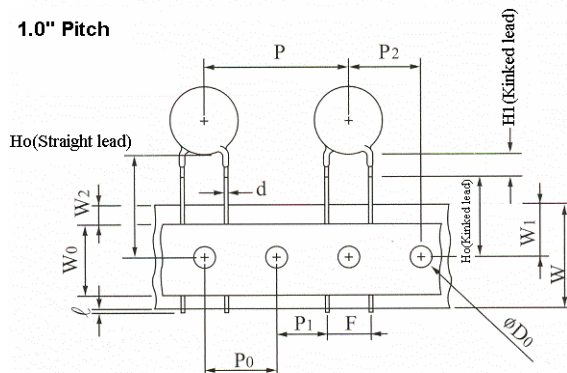 1.0" Pitch
P
P2
H1(Kinked lead)
Ho(Straight lead)
d
W2
W0
Ho(Kinked lead)
W1
W
ℓ
P1
F
øD0
P0